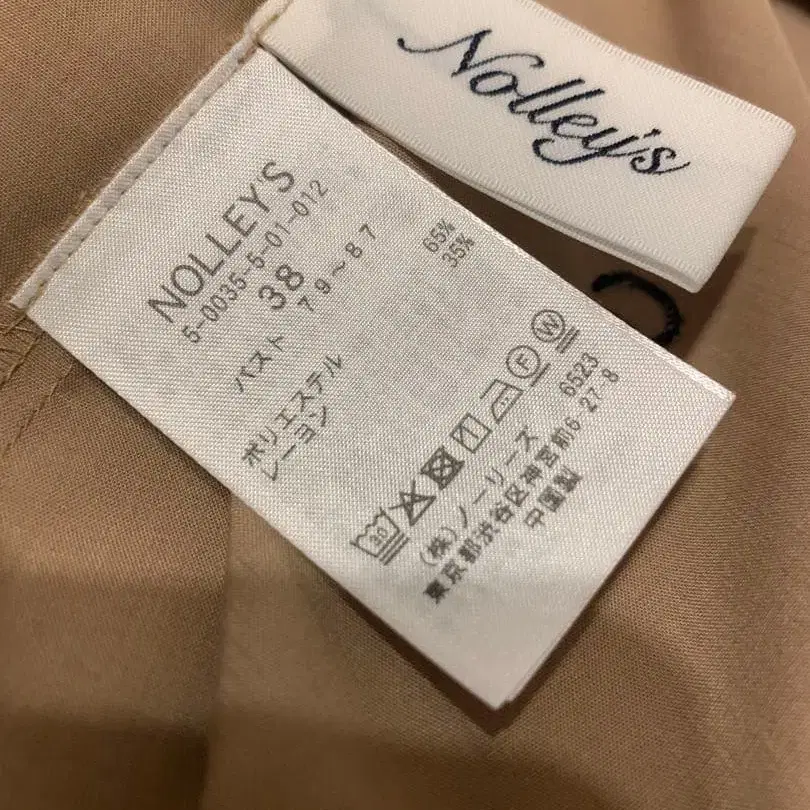 Nolley's
NOLLEY'S
5-0035-5-01-012
38
バスト 79～87
ポリエステル 65%
レーヨン 35%
30 F W
(株)ノーリーズ 6523
東京都渋谷区神宮前6-27-8
中国製